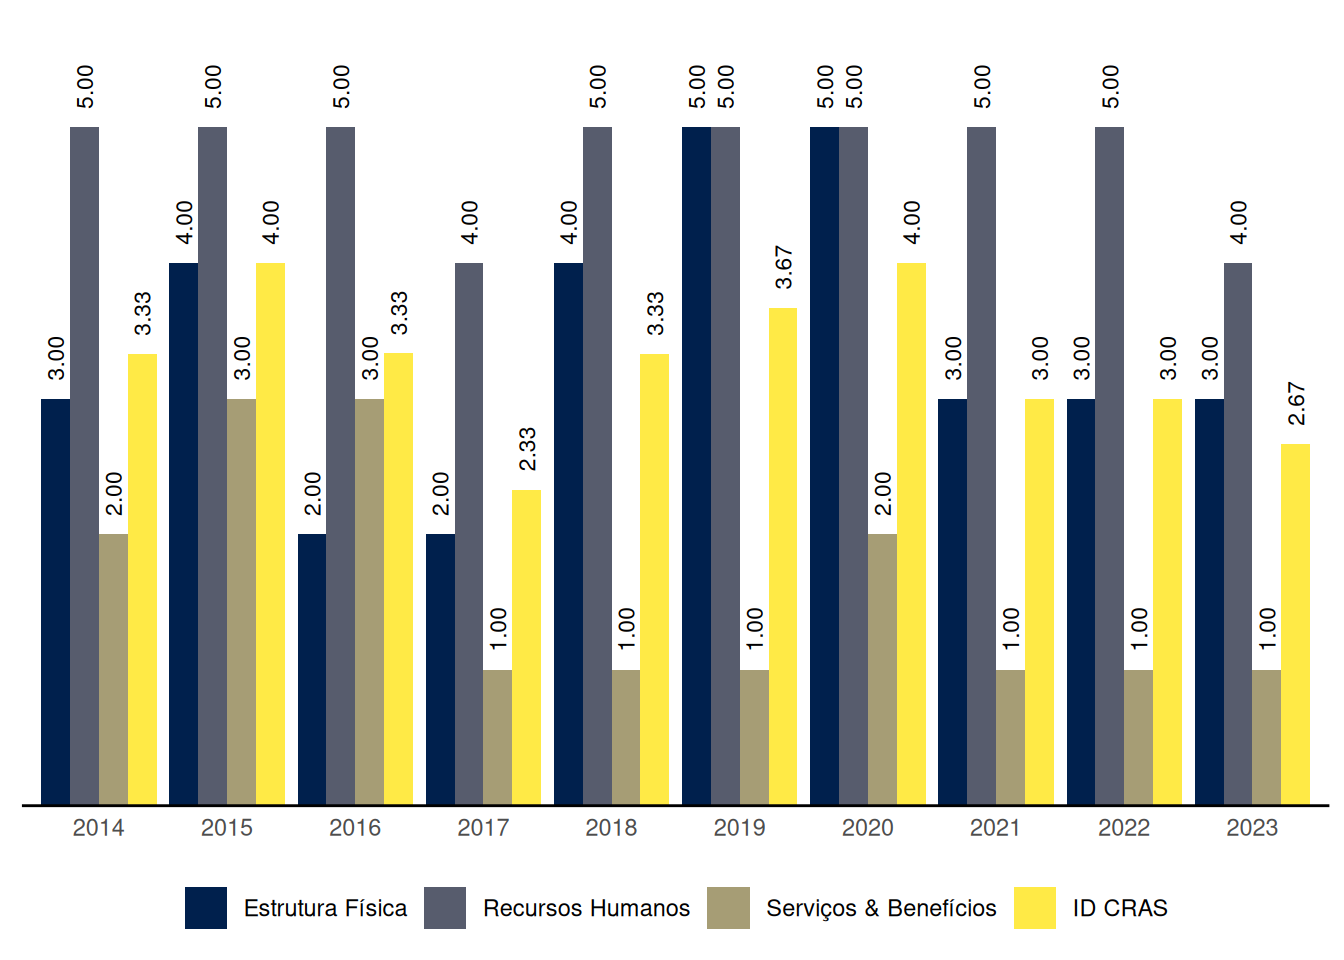 5.00 5.00 5.00 5.00 5.00 5.00 5.00 5.00 5.00 5.00
4.00 4.00 4.00 4.00 4.00 4.00
3.67
3.33 3.33 3.33
3.00 3.00 3.00 3.00 3.00 3.00 3.00 3.00
2.67
2.33
2.00 2.00 2.00 2.00
1.00 1.00 1.00 1.00 1.00 1.00
2014 2015 2016 2017 2018 2019 2020 2021 2022 2023
Estrutura Física Recursos Humanos Serviços & Benefícios ID CRAS